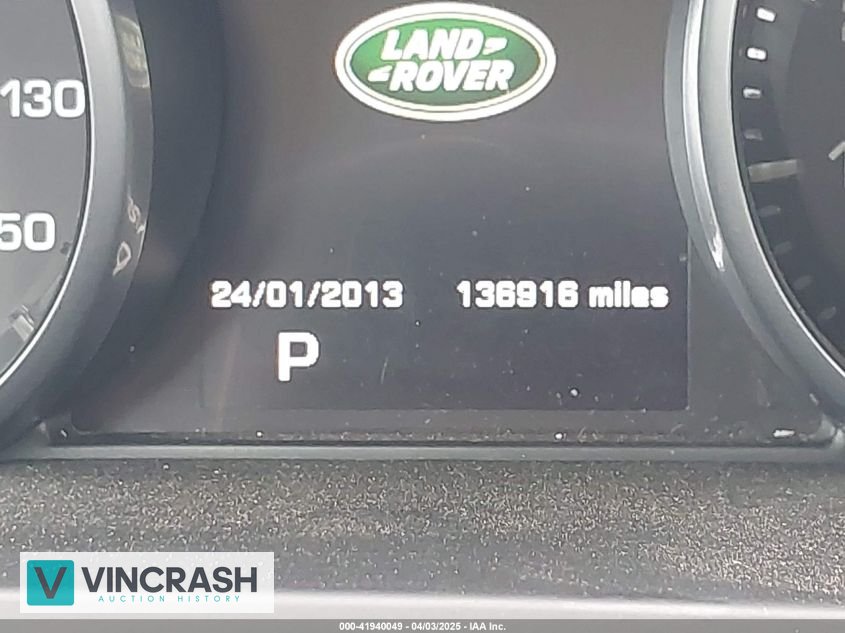 LAND
ROVER
130
50
24/01/2013 136916 miles
P
V VINCRASH
AUCTION HISTORY
000-41940049 - 04/03/2025 - IAA Inc.